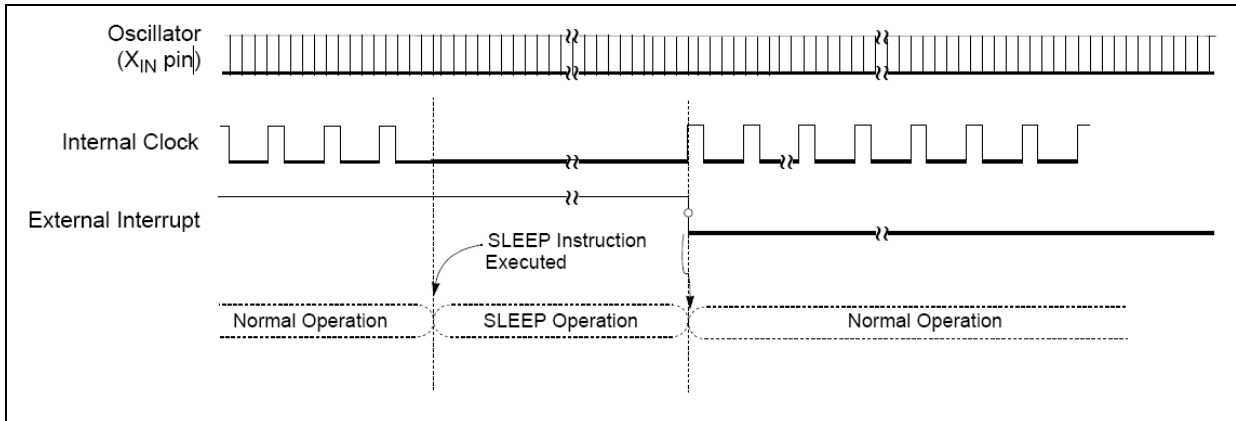 Oscillator
(XIN pin)
Internal Clock
External Interrupt
SLEEP Instruction
Executed
Normal Operation
SLEEP Operation
Normal Operation